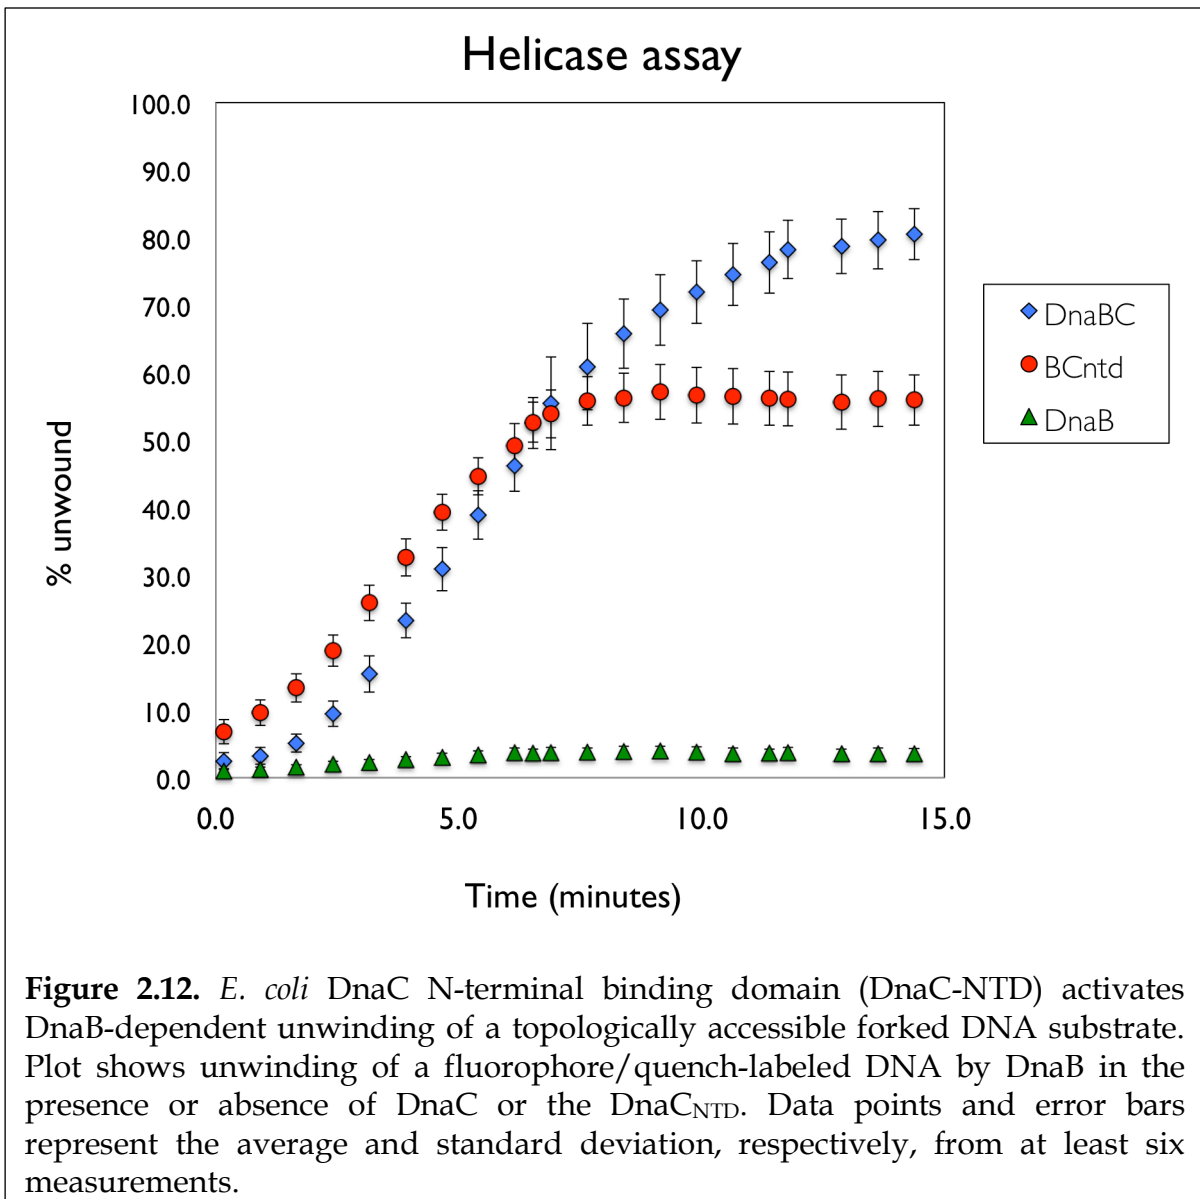 Helicase assay
100.0
90.0
80.0
70.0
60.0
50.0
40.0
30.0
20.0
10.0
0.0
% unwound
0.0 5.0 10.0 15.0
Time (minutes)
DnaBC
BCntd
DnaB
Figure 2.12. E. coli DnaC N-terminal binding domain (DnaC-NTD) activates
DnaB-dependent unwinding of a topologically accessible forked DNA substrate.
Plot shows unwinding of a fluorophore/quench-labeled DNA by DnaB in the
presence or absence of DnaC or the DnaCNTD. Data points and error bars
represent the average and standard deviation, respectively, from at least six
measurements.